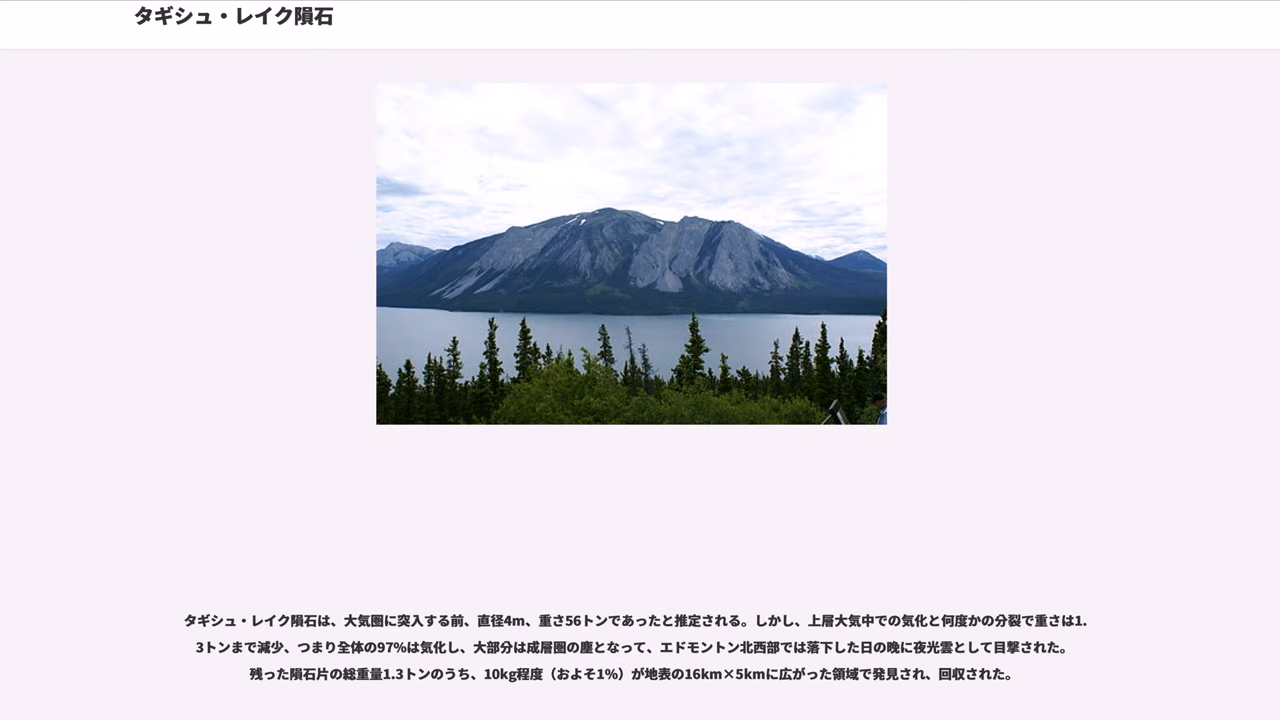 タギシュ・レイク隕石
タギシュ・レイク隕石は、大気圏に突入する前、直径4m、重さ56トンであったと推定される。しかし、上層大気中での気化と何度かの分裂で重さは1.
3トンまで減少、つまり全体の97%は気化し、大部分は成層圏の塵となって、エドモントン北西部では落下した日の晩に夜光雲として目撃された。
残った隕石片の総重量1.3トンのうち、10kg程度（およそ1%）が地表の16km×5kmに広がった領域で発見され、回収された。